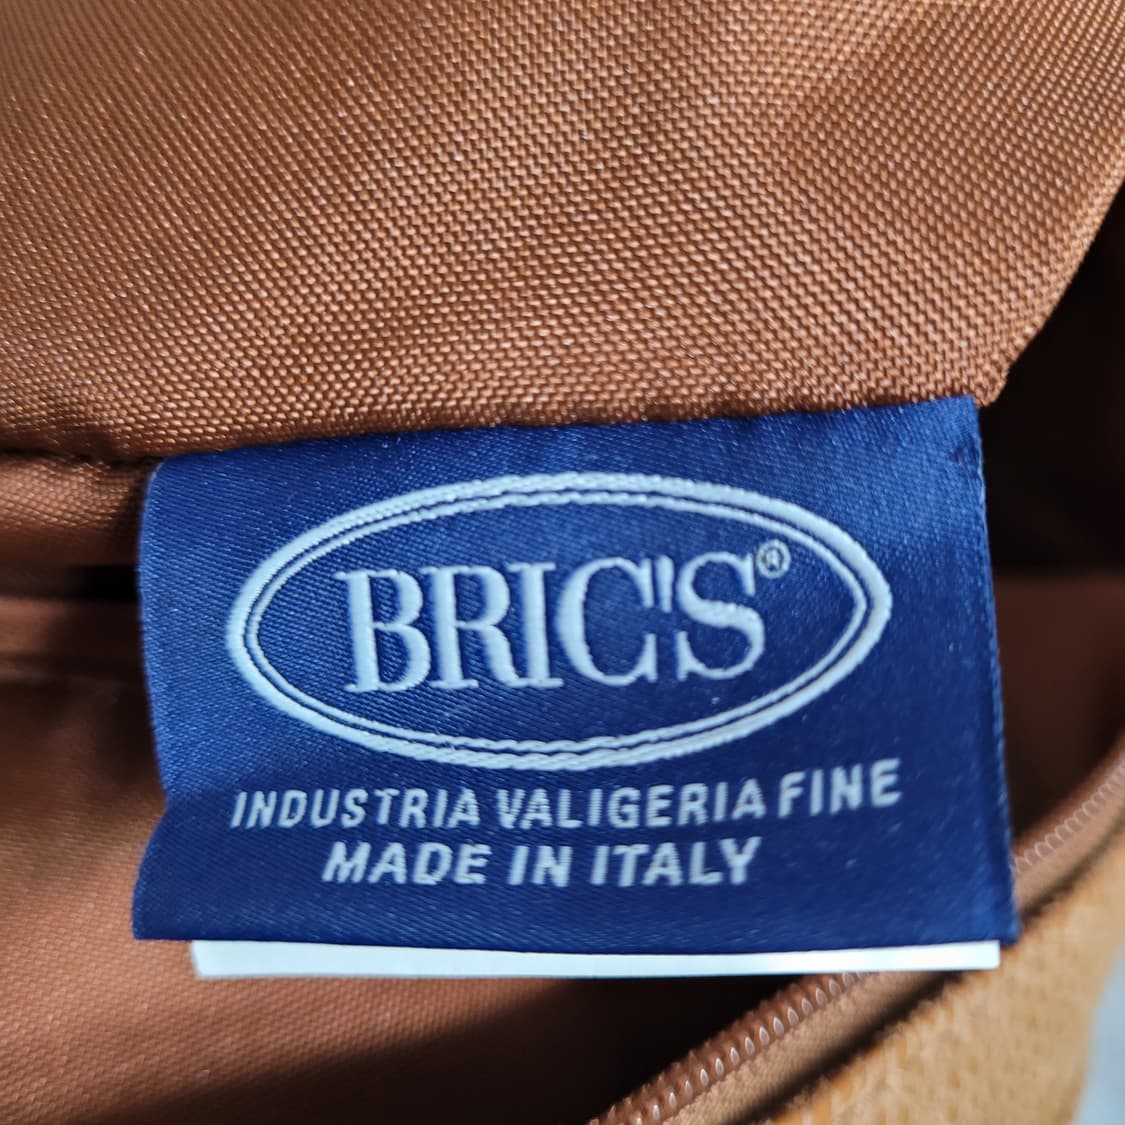 BRIC'S®
INDUSTRIA VALIGERIA FINE
MADE IN ITALY